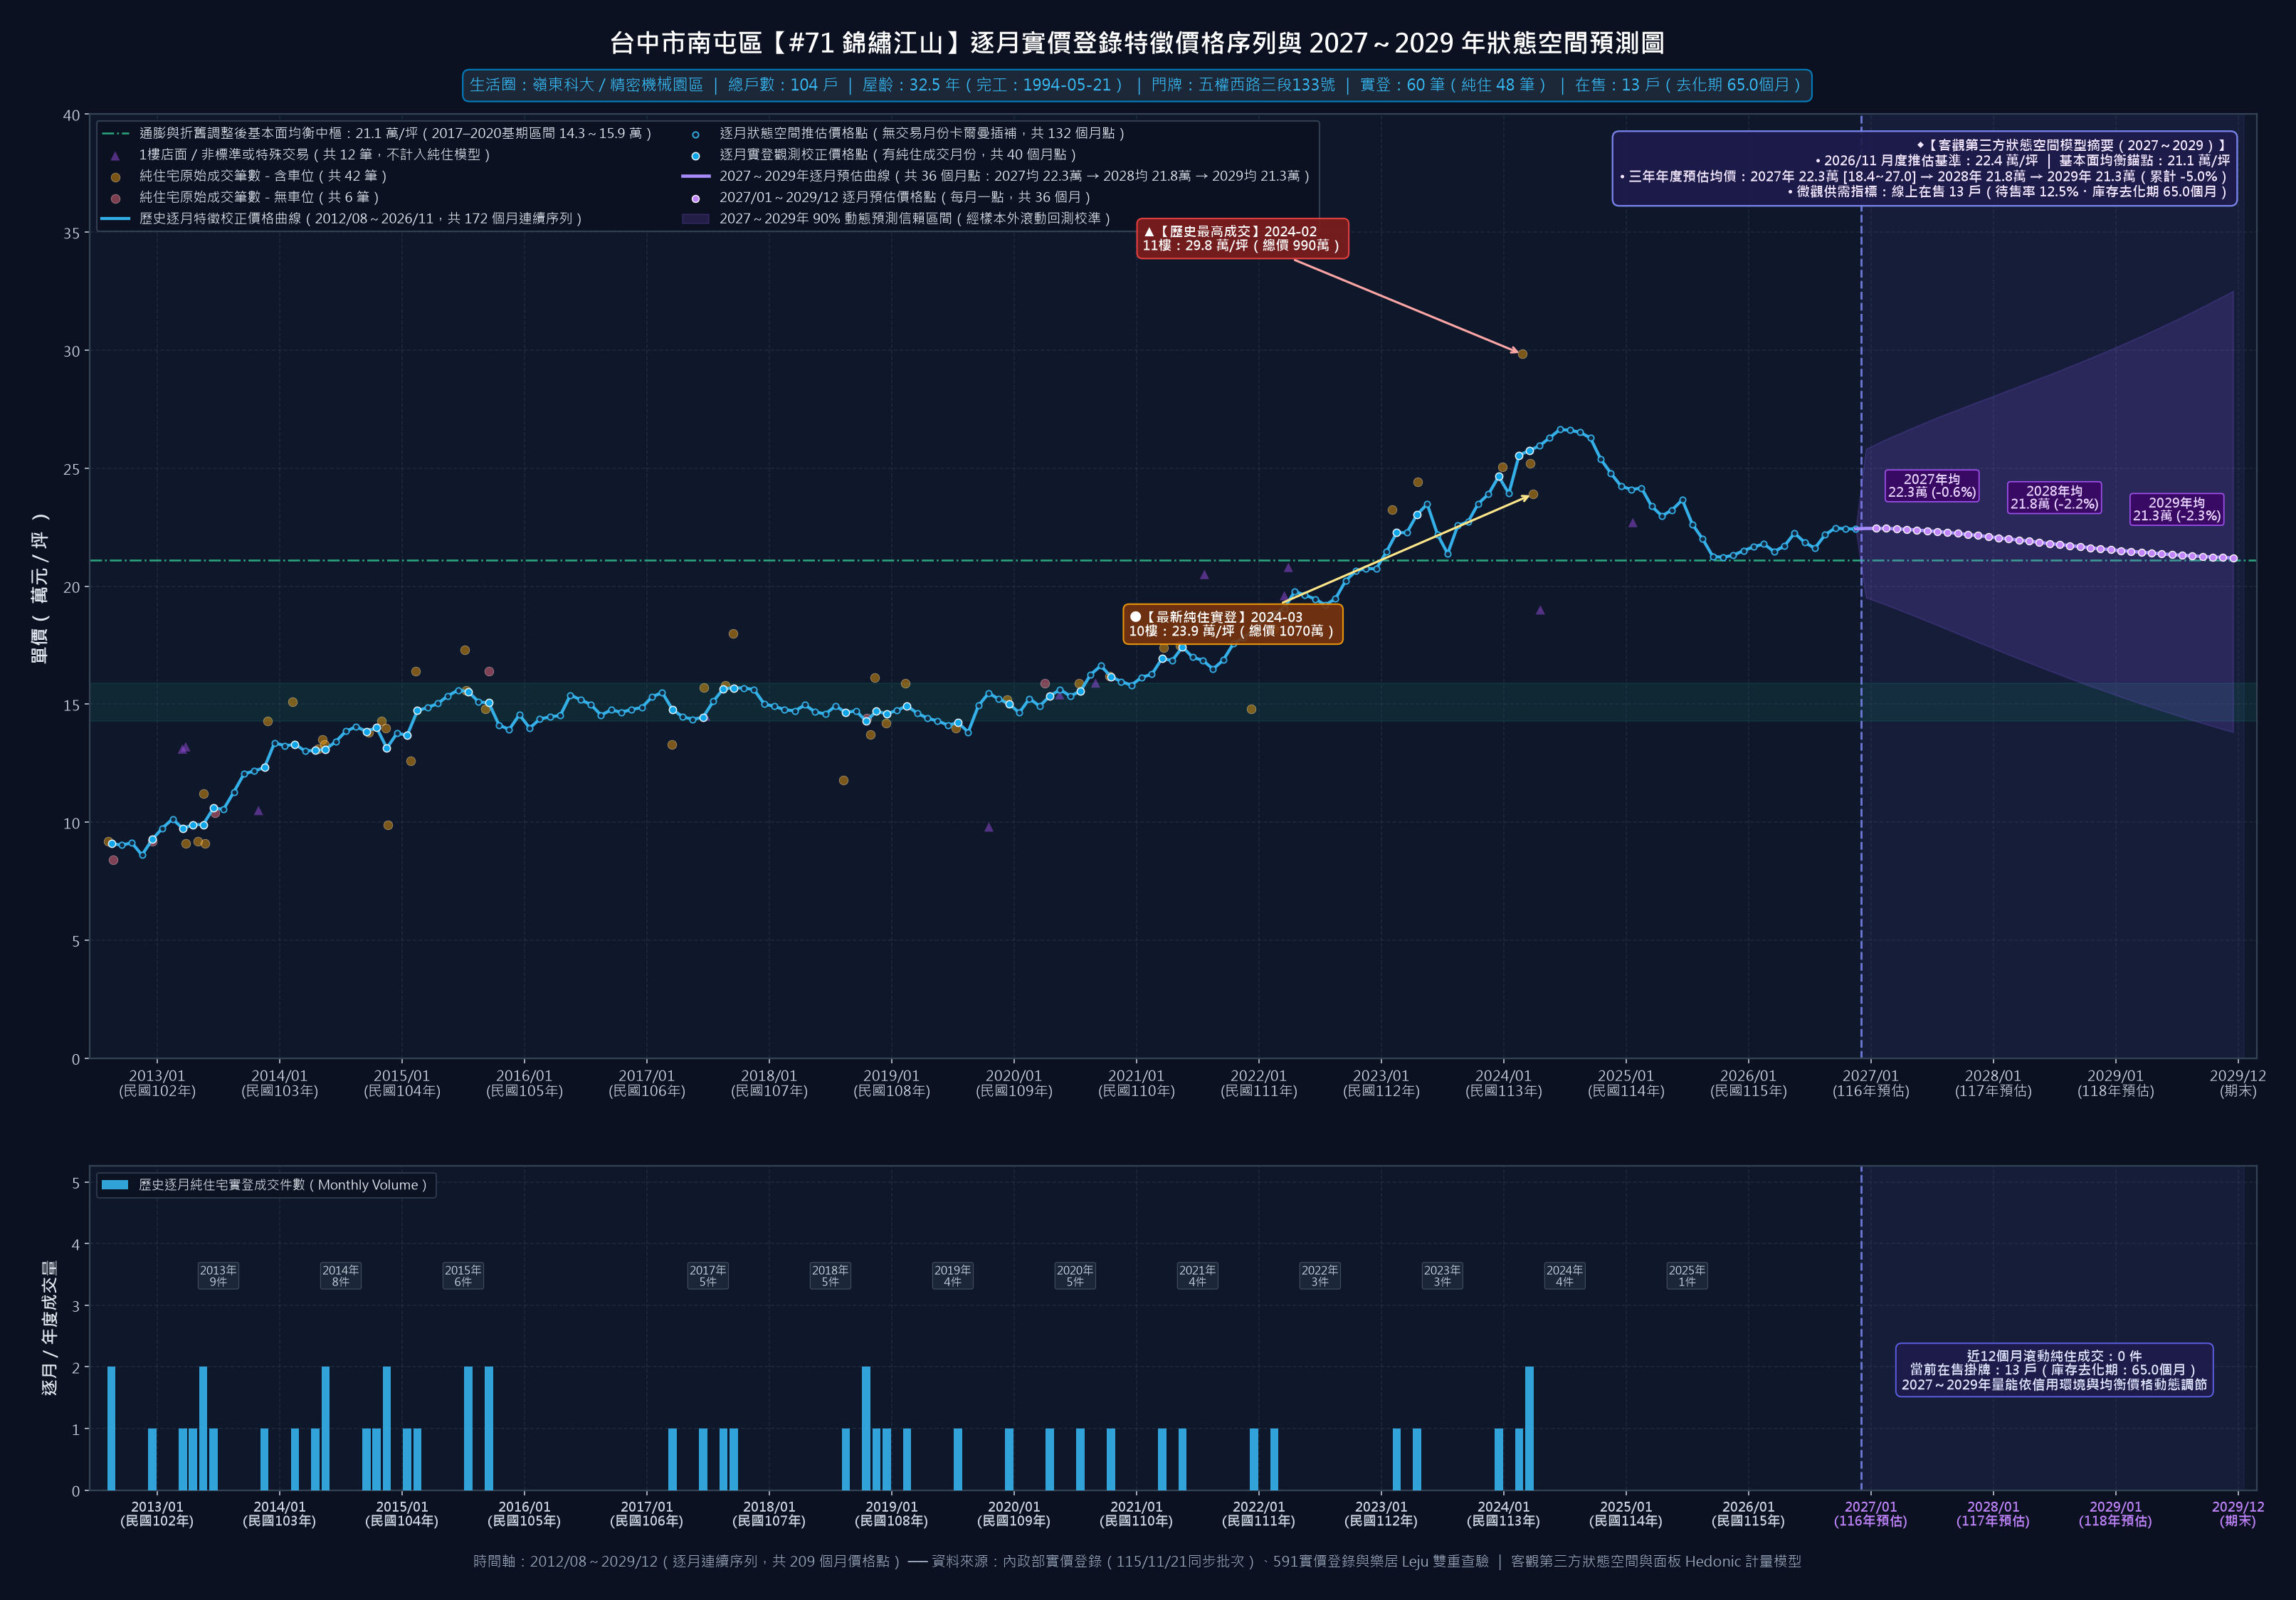 台中市南屯區【#71 錦繡江山】逐月實價登錄特徵價格序列與 2027～2029 年狀態空間預測圖
生活圈：嶺東科大 / 精密機械園區 ｜ 總戶數：104 戶 ｜ 屋齡：32.5 年（完工：1994-05-21） ｜ 門牌：五權西路三段133號 ｜ 實登：60 筆（純住 48 筆） ｜ 在售：13 戶（去化期 65.0個月）
通膨與折舊調整後基本面均衡中樞：21.1 萬/坪（2017–2020基期區間 14.3～15.9 萬）
1樓店面 / 非標準或特殊交易（共 12 筆，不計入純住模型）
純住宅原始成交筆數 - 含車位（共 42 筆）
純住宅原始成交筆數 - 無車位（共 6 筆）
歷史逐月特徵校正價格曲線（2012/08～2026/11，共 172 個月連續序列）
逐月狀態空間推估價格點（無交易月份卡爾曼插補，共 132 個月點）
逐月實登觀測校正價格點（有純住成交月份，共 40 個月點）
2027～2029年逐月預估曲線（共 36 個月點：2027均 22.3萬 → 2028均 21.8萬 → 2029均 21.3萬）
2027/01～2029/12 逐月預估價格點（每月一點，共 36 個月）
2027～2029年 90% 動態預測信賴區間（經樣本外滾動回測校準）
◆【客觀第三方狀態空間模型摘要（2027～2029）】
• 2026/11 月度推估基準：22.4 萬/坪 ｜ 基本面均衡錨點：21.1 萬/坪
• 三年年度預估均價：2027年 22.3萬 [18.4~27.0] → 2028年 21.8萬 → 2029年 21.3萬（累計 -5.0%）
• 微觀供需指標：線上在售 13 戶（待售率 12.5%．庫存去化期 65.0個月）
▲【歷史最高成交】2024-02
11樓：29.8 萬/坪（總價 990萬）
●【最新純住實登】2024-03
10樓：23.9 萬/坪（總價 1070萬）
2027年均
22.3萬 (-0.6%)
2028年均
21.8萬 (-2.2%)
2029年均
21.3萬 (-2.3%)
單價（ 萬元 / 坪 ）
40
35
30
25
20
15
10
5
0
2013/01
(民國102年)
2014/01
(民國103年)
2015/01
(民國104年)
2016/01
(民國105年)
2017/01
(民國106年)
2018/01
(民國107年)
2019/01
(民國108年)
2020/01
(民國109年)
2021/01
(民國110年)
2022/01
(民國111年)
2023/01
(民國112年)
2024/01
(民國113年)
2025/01
(民國114年)
2026/01
(民國115年)
2027/01
(116年預估)
2028/01
(117年預估)
2029/01
(118年預估)
2029/12
(期末)
歷史逐月純住宅實登成交件數（Monthly Volume）
逐月 / 年度成交量
5
4
3
2
1
0
2013年
9件
2014年
8件
2015年
6件
2017年
5件
2018年
5件
2019年
4件
2020年
5件
2021年
4件
2022年
3件
2023年
3件
2024年
4件
2025年
1件
近12個月滾動純住成交：0 件
當前在售掛牌：13 戶（庫存去化期：65.0個月）
2027～2029年量能依信用環境與均衡價格動態調節
2013/01
(民國102年)
2014/01
(民國103年)
2015/01
(民國104年)
2016/01
(民國105年)
2017/01
(民國106年)
2018/01
(民國107年)
2019/01
(民國108年)
2020/01
(民國109年)
2021/01
(民國110年)
2022/01
(民國111年)
2023/01
(民國112年)
2024/01
(民國113年)
2025/01
(民國114年)
2026/01
(民國115年)
2027/01
(116年預估)
2028/01
(117年預估)
2029/01
(118年預估)
2029/12
(期末)
時間軸：2012/08～2029/12（逐月連續序列，共 209 個月價格點） ── 資料來源：內政部實價登錄（115/11/21同步批次）、591實價登錄與樂居 Leju 雙重查驗 ｜ 客觀第三方狀態空間與面板 Hedonic 計量模型